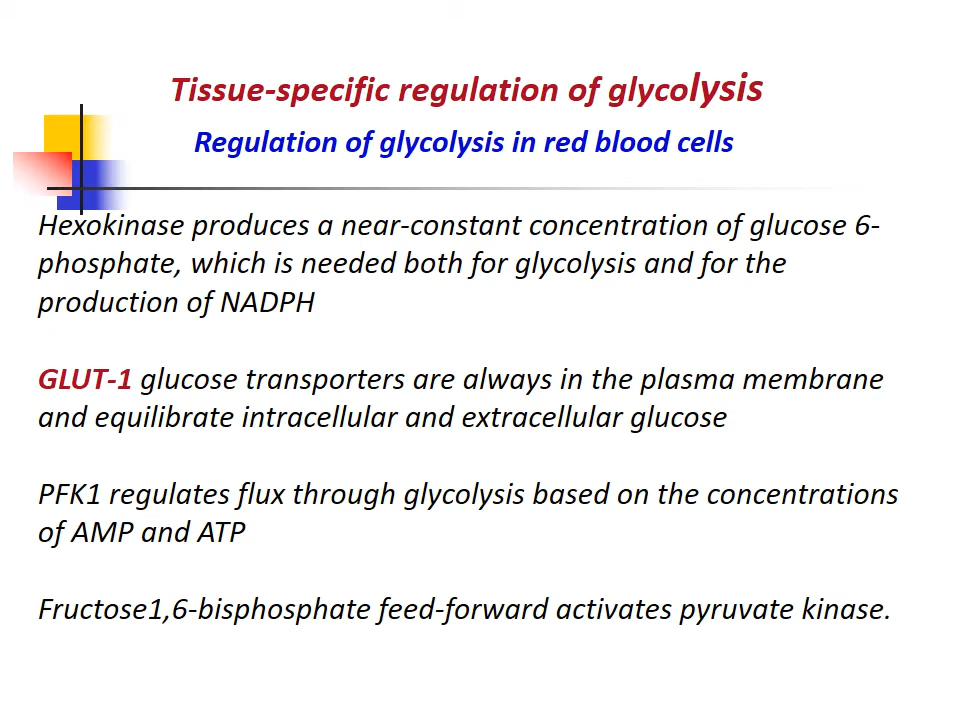 Tissue-specific regulation of glycolysis
Regulation of glycolysis in red blood cells
Hexokinase produces a near-constant concentration of glucose 6-
phosphate, which is needed both for glycolysis and for the
production of NADPH
GLUT-1 glucose transporters are always in the plasma membrane
and equilibrate intracellular and extracellular glucose
PFK1 regulates flux through glycolysis based on the concentrations
of AMP and ATP
Fructose1,6-bisphosphate feed-forward activates pyruvate kinase.